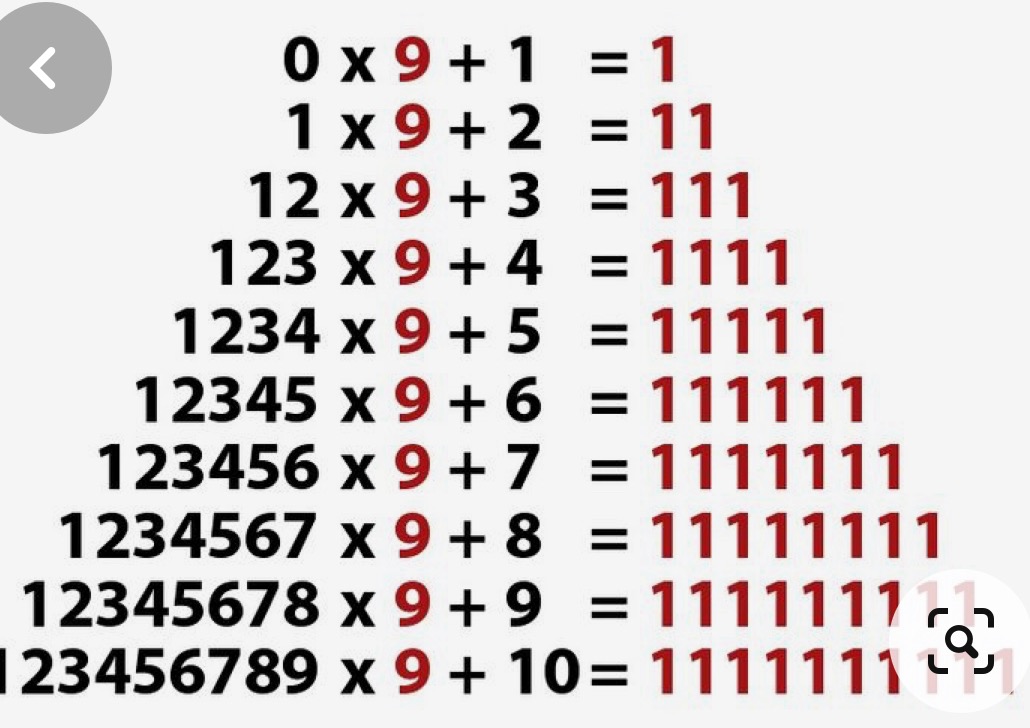 0 x 9 + 1 = 1
1 x 9 + 2 = 11
12 x 9 + 3 = 111
123 x 9 + 4 = 1111
1234 x 9 + 5 = 11111
12345 x 9 + 6 = 111111
123456 x 9 + 7 = 1111111
1234567 x 9 + 8 = 11111111
12345678 x 9 + 9 = 111111111
123456789 x 9 + 10= 1111111111